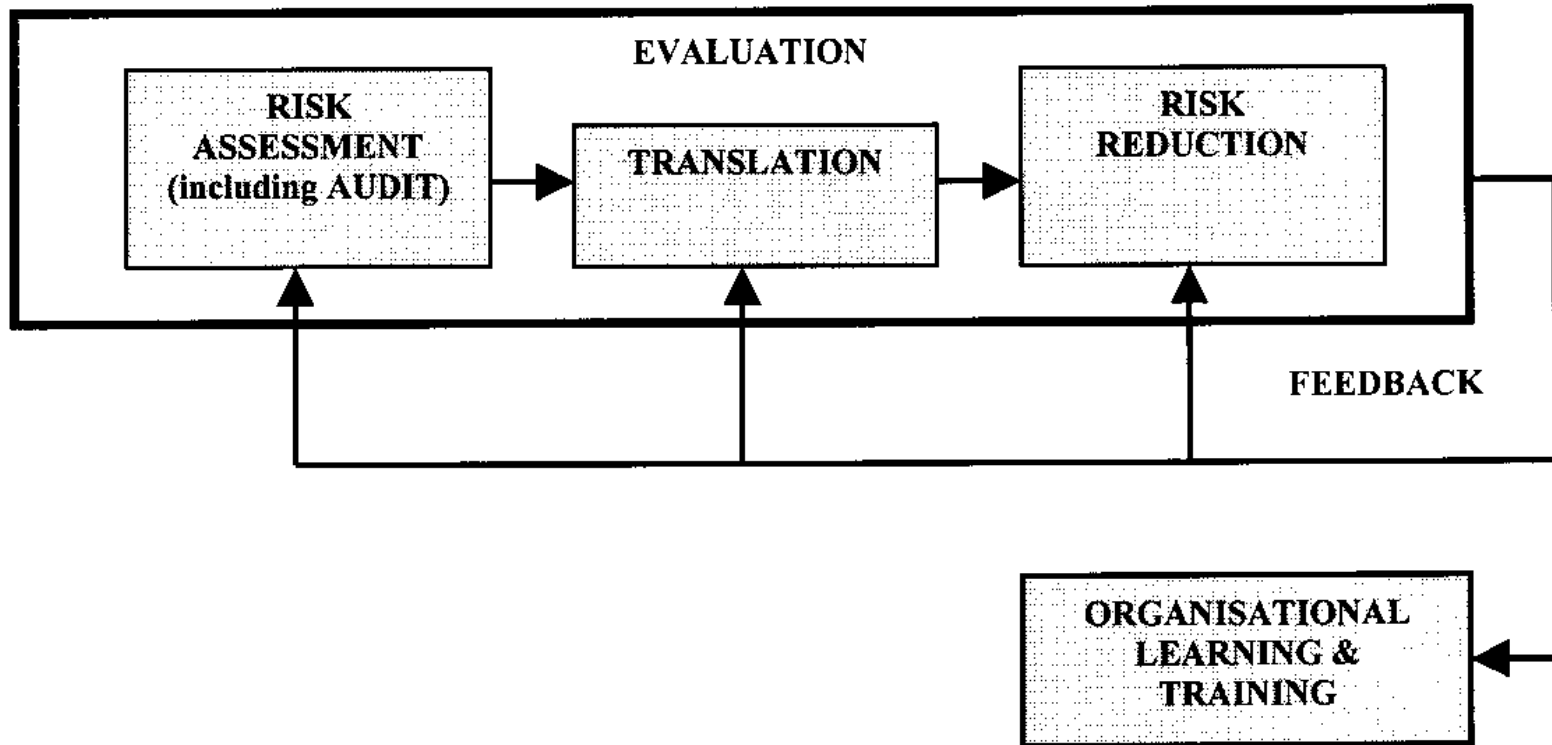 EVALUATION
RISK
ASSESSMENT
(including AUDIT)
TRANSLATION
RISK
REDUCTION
FEEDBACK
ORGANISATIONAL
LEARNING &
TRAINING